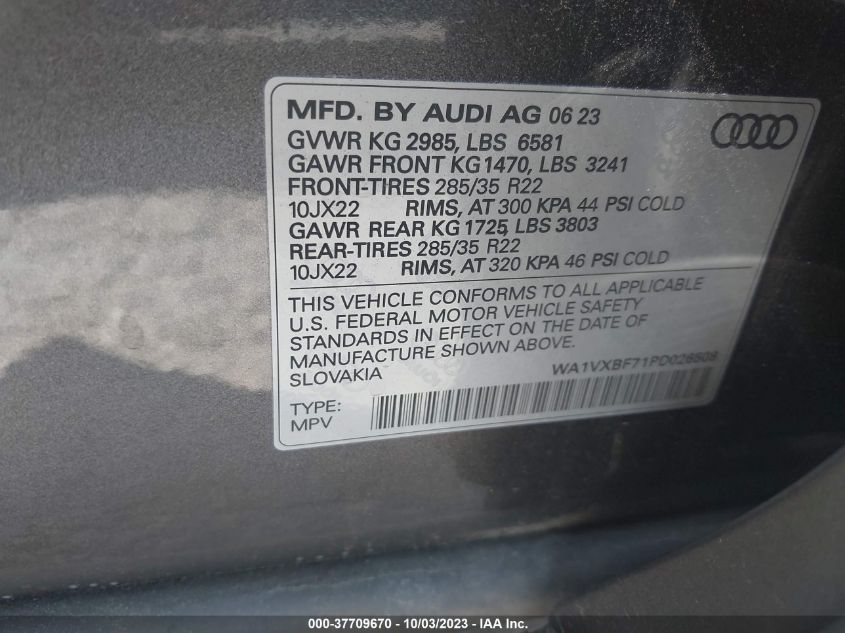 MFD. BY AUDI AG 06 23
GVWR KG 2985, LBS 6581
GAWR FRONT KG1470, LBS 3241
FRONT-TIRES 285/35 R22
10JX22 RIMS, AT 300 KPA 44 PSI COLD
GAWR REAR KG 1725, LBS 3803
REAR-TIRES 285/35 R22
10JX22 RIMS, AT 320 KPA 46 PSI COLD
THIS VEHICLE CONFORMS TO ALL APPLICABLE
U.S. FEDERAL MOTOR VEHICLE SAFETY
STANDARDS IN EFFECT ON THE DATE OF
MANUFACTURE SHOWN ABOVE.
SLOVAKIA
WA1VXBF71PD026808
TYPE:
MPV
000-37709670 - 10/03/2023 - IAA Inc.